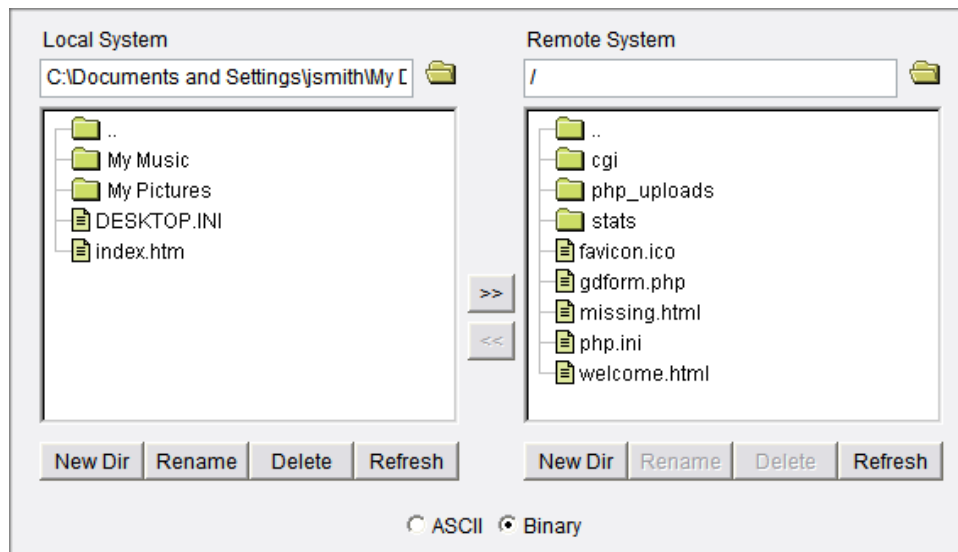 Local System
C:\Documents and Settings\jsmith\My D
..
My Music
My Pictures
DESKTOP.INI
index.htm
New Dir Rename Delete Refresh
>>
<<
Remote System
/
..
cgi
php_uploads
stats
favicon.ico
gdform.php
missing.html
php.ini
welcome.html
New Dir Rename Delete Refresh
ASCII Binary